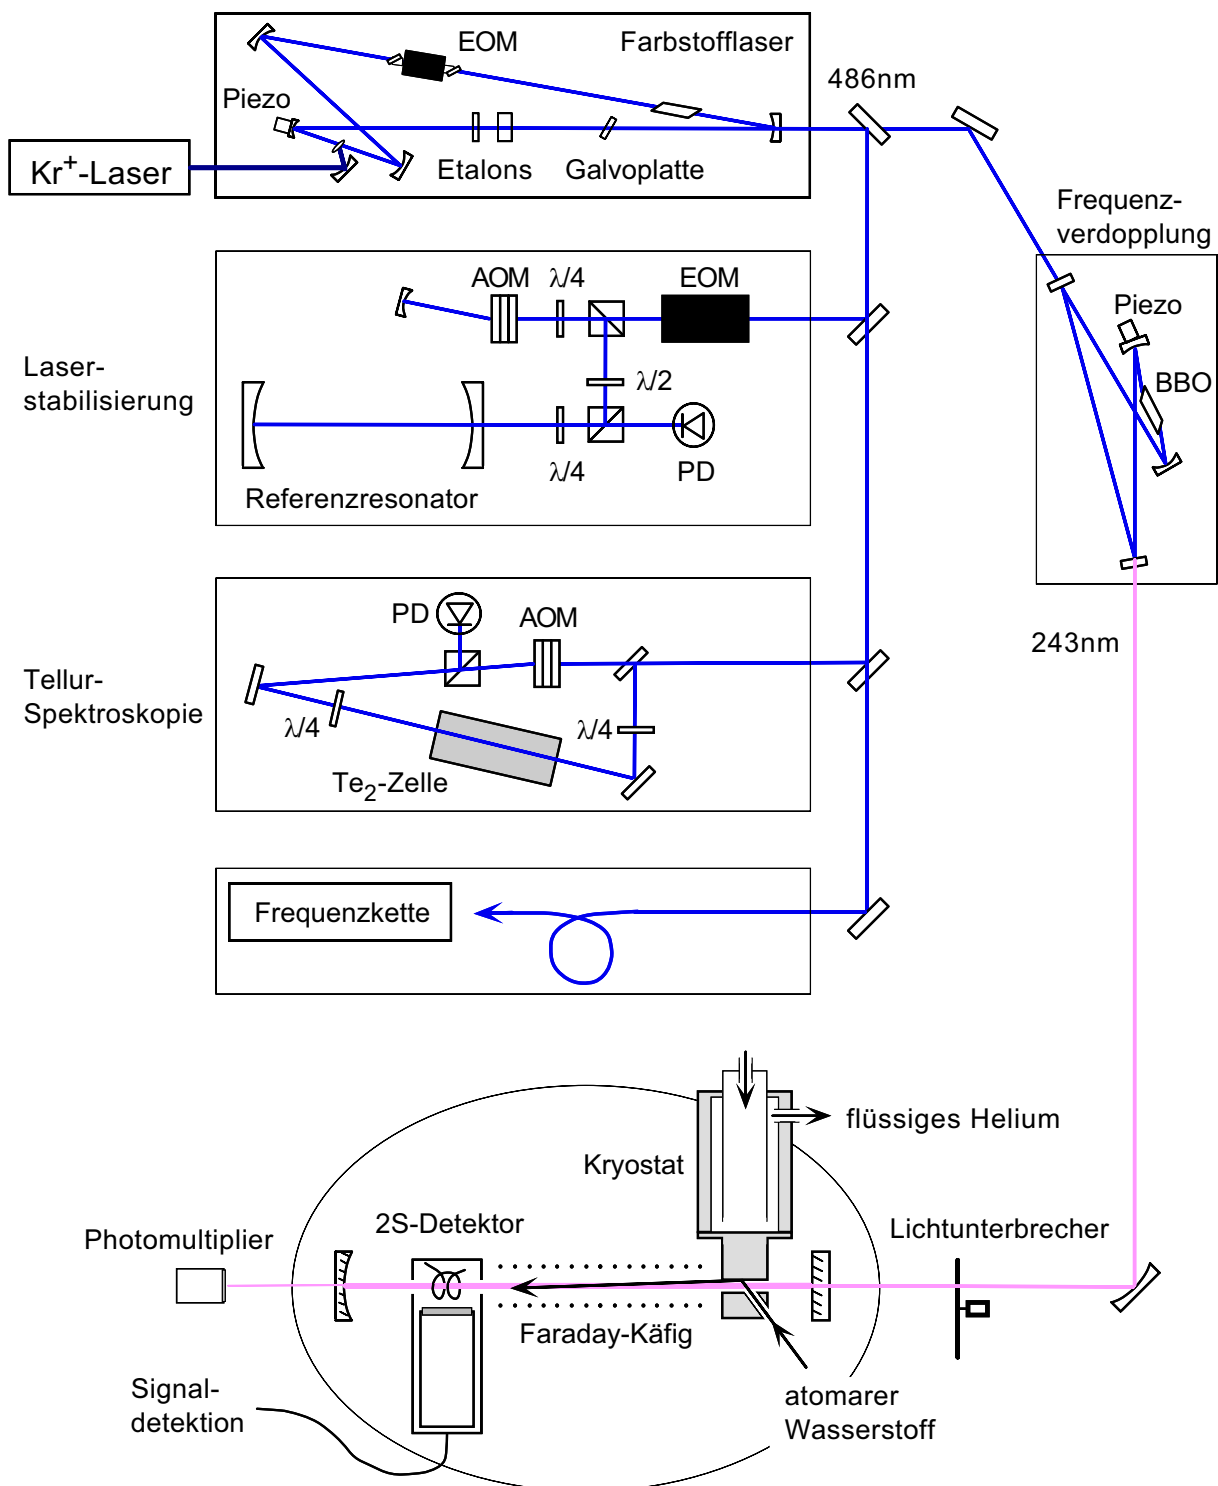 EOM
Farbstofflaser
486nm
Piezo
Kr⁺-Laser
Etalons
Galvoplatte
Frequenz-
verdopplung
AOM
λ/4
EOM
Piezo
Laser-
stabilisierung
λ/2
BBO
λ/4
PD
Referenzresonator
PD
AOM
243nm
Tellur-
Spektroskopie
λ/4
λ/4
Te₂-Zelle
Frequenzkette
flüssiges Helium
Kryostat
2S-Detektor
Photomultiplier
Lichtunterbrecher
Faraday-Käfig
Signal-
detektion
atomarer
Wasserstoff